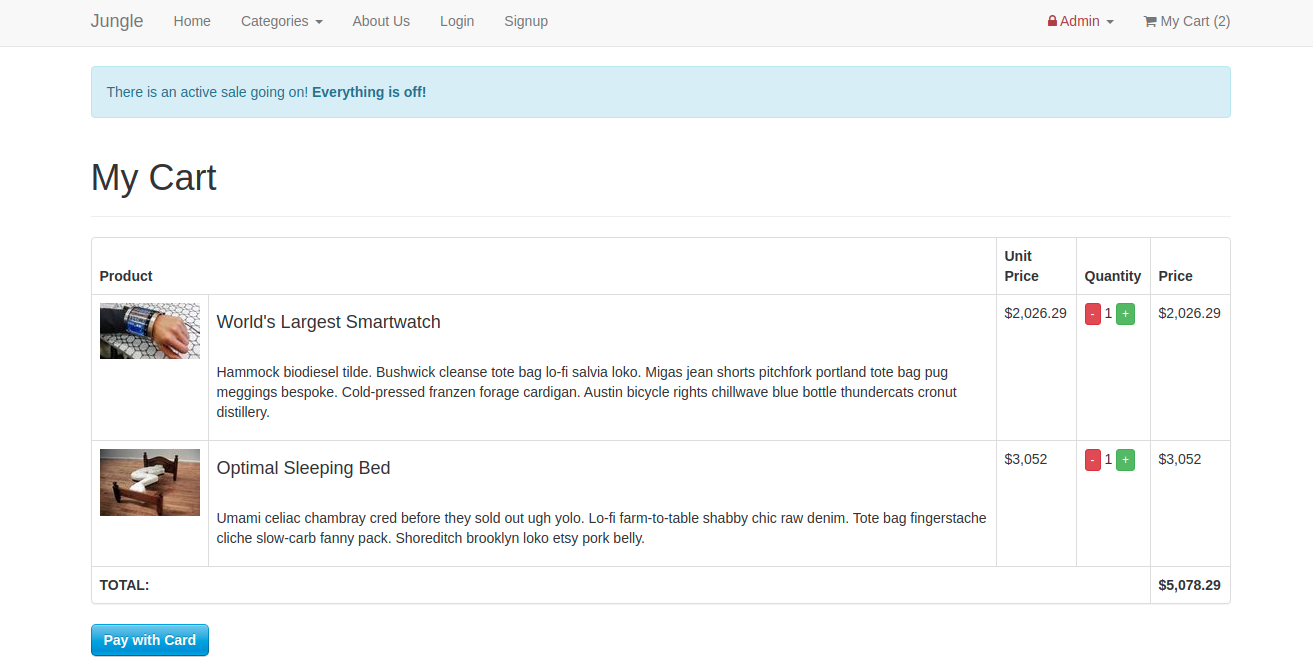 Jungle Home Categories About Us Login Signup Admin My Cart (2)
There is an active sale going on! Everything is off!
My Cart
Product Unit Price Quantity Price
World's Largest Smartwatch $2,026.29 - 1 + $2,026.29
Hammock biodiesel tilde. Bushwick cleanse tote bag lo-fi salvia loko. Migas jean shorts pitchfork portland tote bag pug
meggings bespoke. Cold-pressed franzen forage cardigan. Austin bicycle rights chillwave blue bottle thundercats cronut
distillery.
Optimal Sleeping Bed $3,052 - 1 + $3,052
Umami celiac chambray cred before they sold out ugh yolo. Lo-fi farm-to-table shabby chic raw denim. Tote bag fingerstache
cliche slow-carb fanny pack. Shoreditch brooklyn loko etsy pork belly.
TOTAL: $5,078.29
Pay with Card